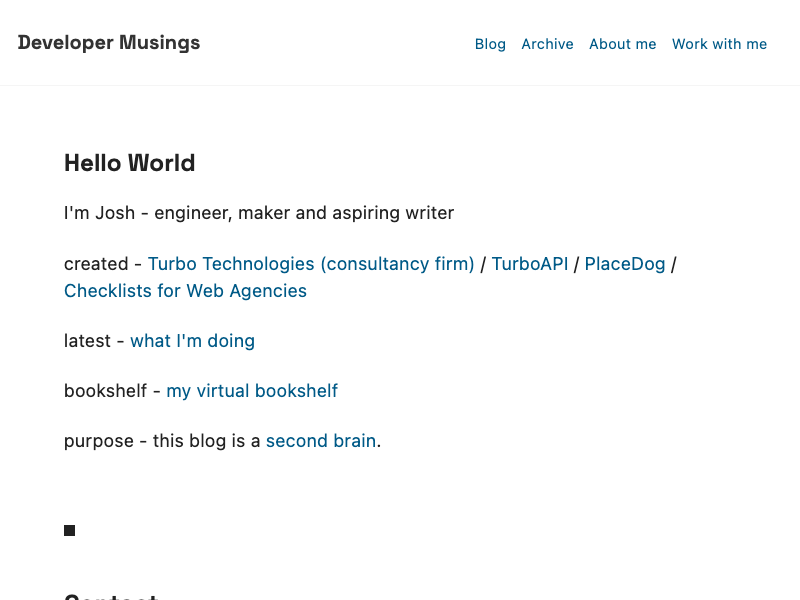 Developer Musings
Blog Archive About me Work with me
Hello World
I'm Josh - engineer, maker and aspiring writer
created - Turbo Technologies (consultancy firm) / TurboAPI / PlaceDog /
Checklists for Web Agencies
latest - what I'm doing
bookshelf - my virtual bookshelf
purpose - this blog is a second brain.
Contact